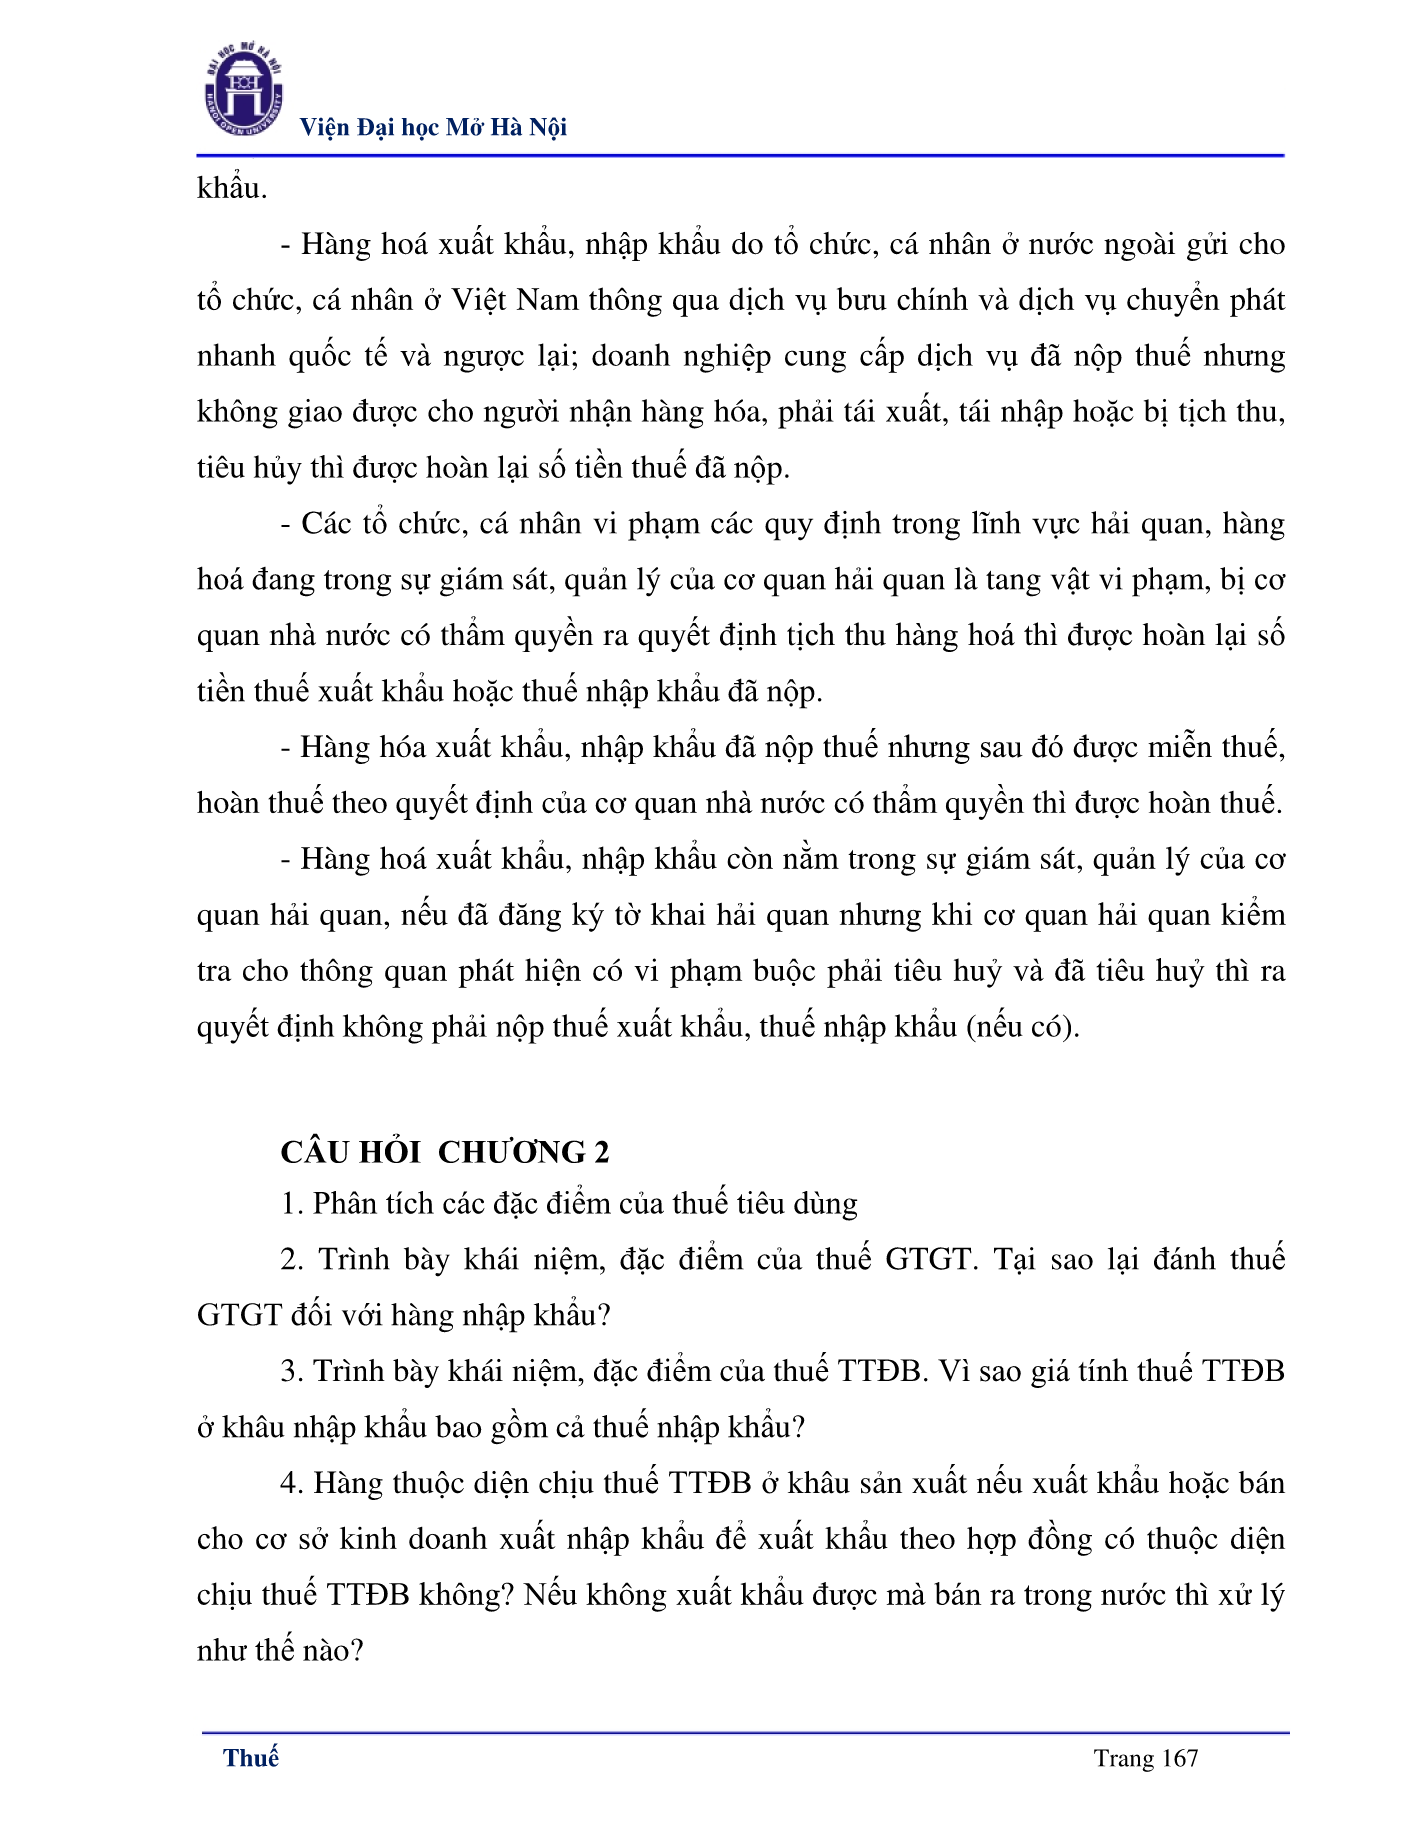 ĐẠI HỌC MỞ HÀ NỘI
HANOI OPEN UNIVERSITY
Viện Đại học Mở Hà Nội
khẩu.
- Hàng hoá xuất khẩu, nhập khẩu do tổ chức, cá nhân ở nước ngoài gửi cho
tổ chức, cá nhân ở Việt Nam thông qua dịch vụ bưu chính và dịch vụ chuyển phát
nhanh quốc tế và ngược lại; doanh nghiệp cung cấp dịch vụ đã nộp thuế nhưng
không giao được cho người nhận hàng hóa, phải tái xuất, tái nhập hoặc bị tịch thu,
tiêu hủy thì được hoàn lại số tiền thuế đã nộp.
- Các tổ chức, cá nhân vi phạm các quy định trong lĩnh vực hải quan, hàng
hoá đang trong sự giám sát, quản lý của cơ quan hải quan là tang vật vi phạm, bị cơ
quan nhà nước có thẩm quyền ra quyết định tịch thu hàng hoá thì được hoàn lại số
tiền thuế xuất khẩu hoặc thuế nhập khẩu đã nộp.
- Hàng hóa xuất khẩu, nhập khẩu đã nộp thuế nhưng sau đó được miễn thuế,
hoàn thuế theo quyết định của cơ quan nhà nước có thẩm quyền thì được hoàn thuế.
- Hàng hoá xuất khẩu, nhập khẩu còn nằm trong sự giám sát, quản lý của cơ
quan hải quan, nếu đã đăng ký tờ khai hải quan nhưng khi cơ quan hải quan kiểm
tra cho thông quan phát hiện có vi phạm buộc phải tiêu huỷ và đã tiêu huỷ thì ra
quyết định không phải nộp thuế xuất khẩu, thuế nhập khẩu (nếu có).
CÂU HỎI  CHƯƠNG 2
1. Phân tích các đặc điểm của thuế tiêu dùng
2. Trình bày khái niệm, đặc điểm của thuế GTGT. Tại sao lại đánh thuế
GTGT đối với hàng nhập khẩu?
3. Trình bày khái niệm, đặc điểm của thuế TTĐB. Vì sao giá tính thuế TTĐB
ở khâu nhập khẩu bao gồm cả thuế nhập khẩu?
4. Hàng thuộc diện chịu thuế TTĐB ở khâu sản xuất nếu xuất khẩu hoặc bán
cho cơ sở kinh doanh xuất nhập khẩu để xuất khẩu theo hợp đồng có thuộc diện
chịu thuế TTĐB không? Nếu không xuất khẩu được mà bán ra trong nước thì xử lý
như thế nào?
Thuế
Trang 167